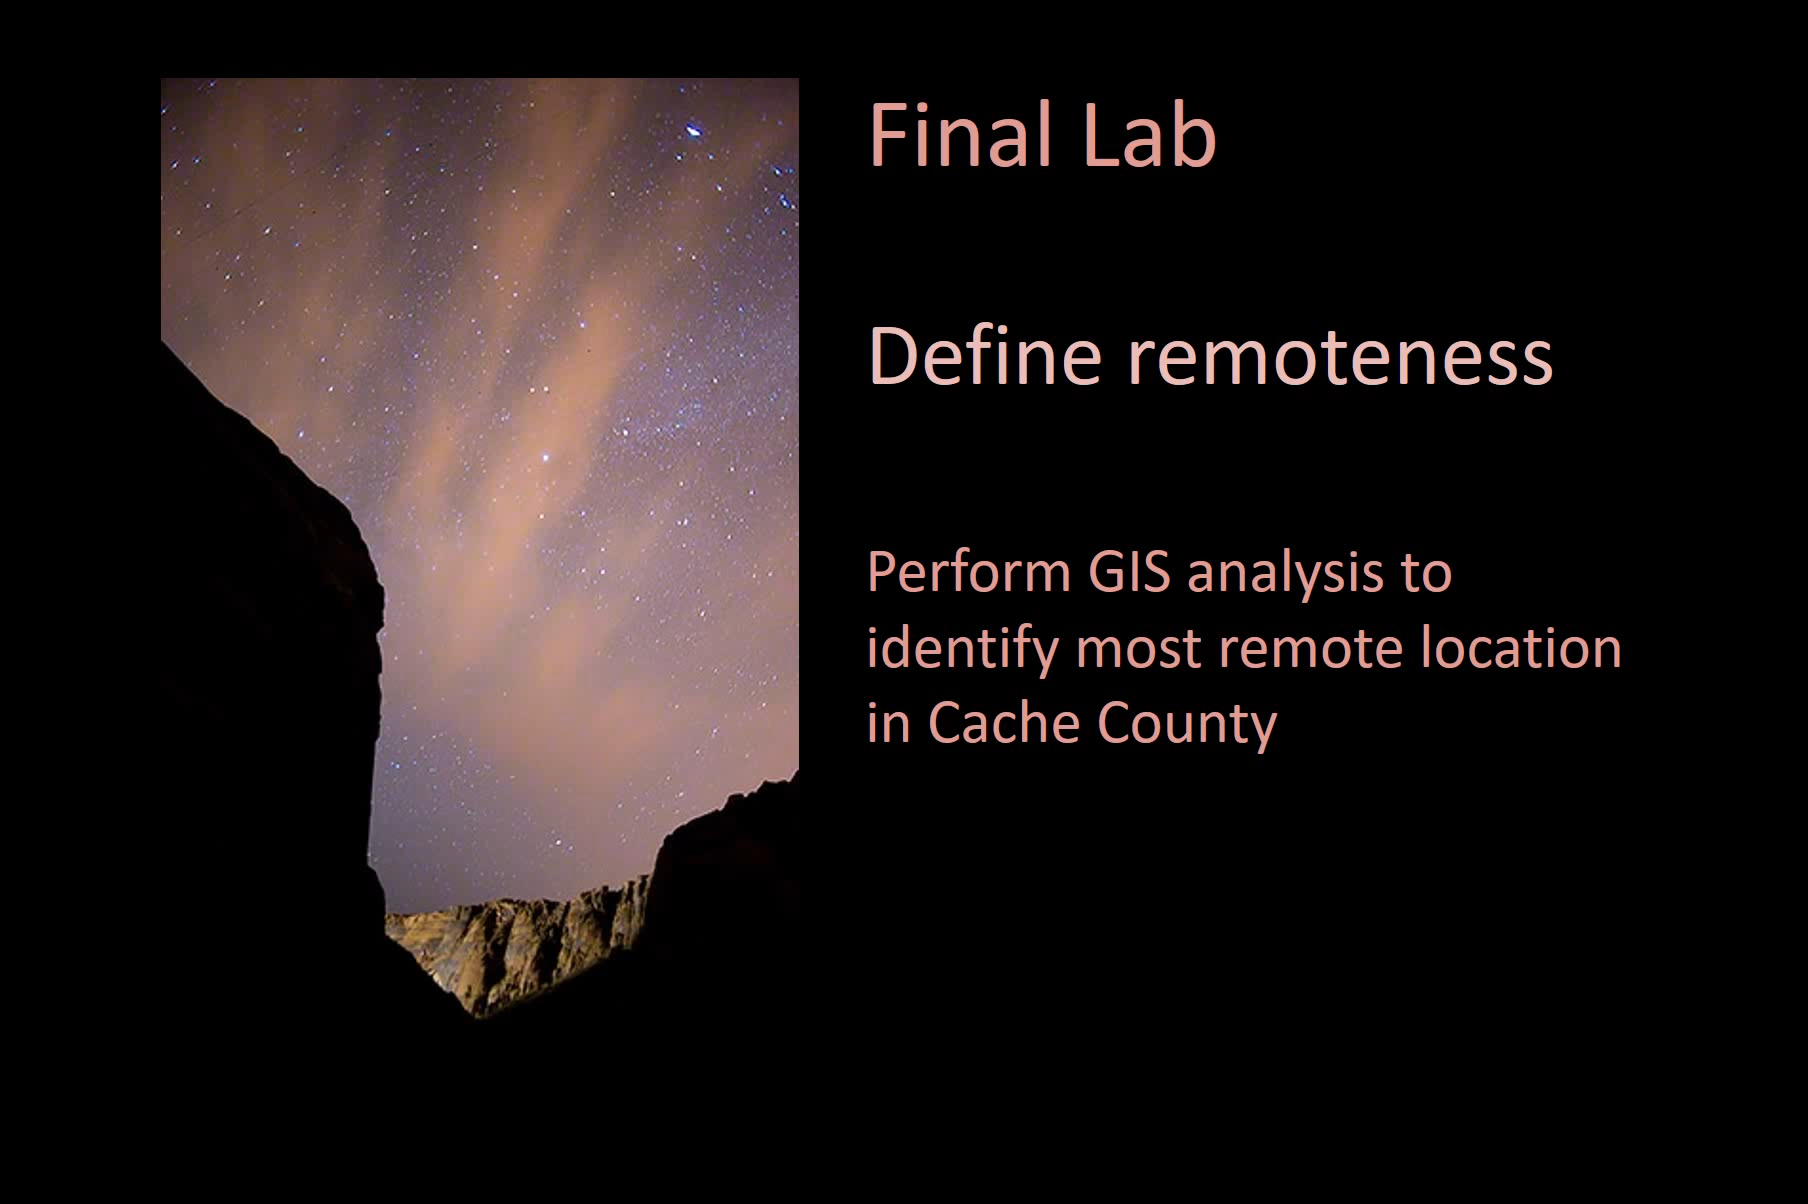 Final Lab
Define remoteness
Perform GIS analysis to
identify most remote location
in Cache County